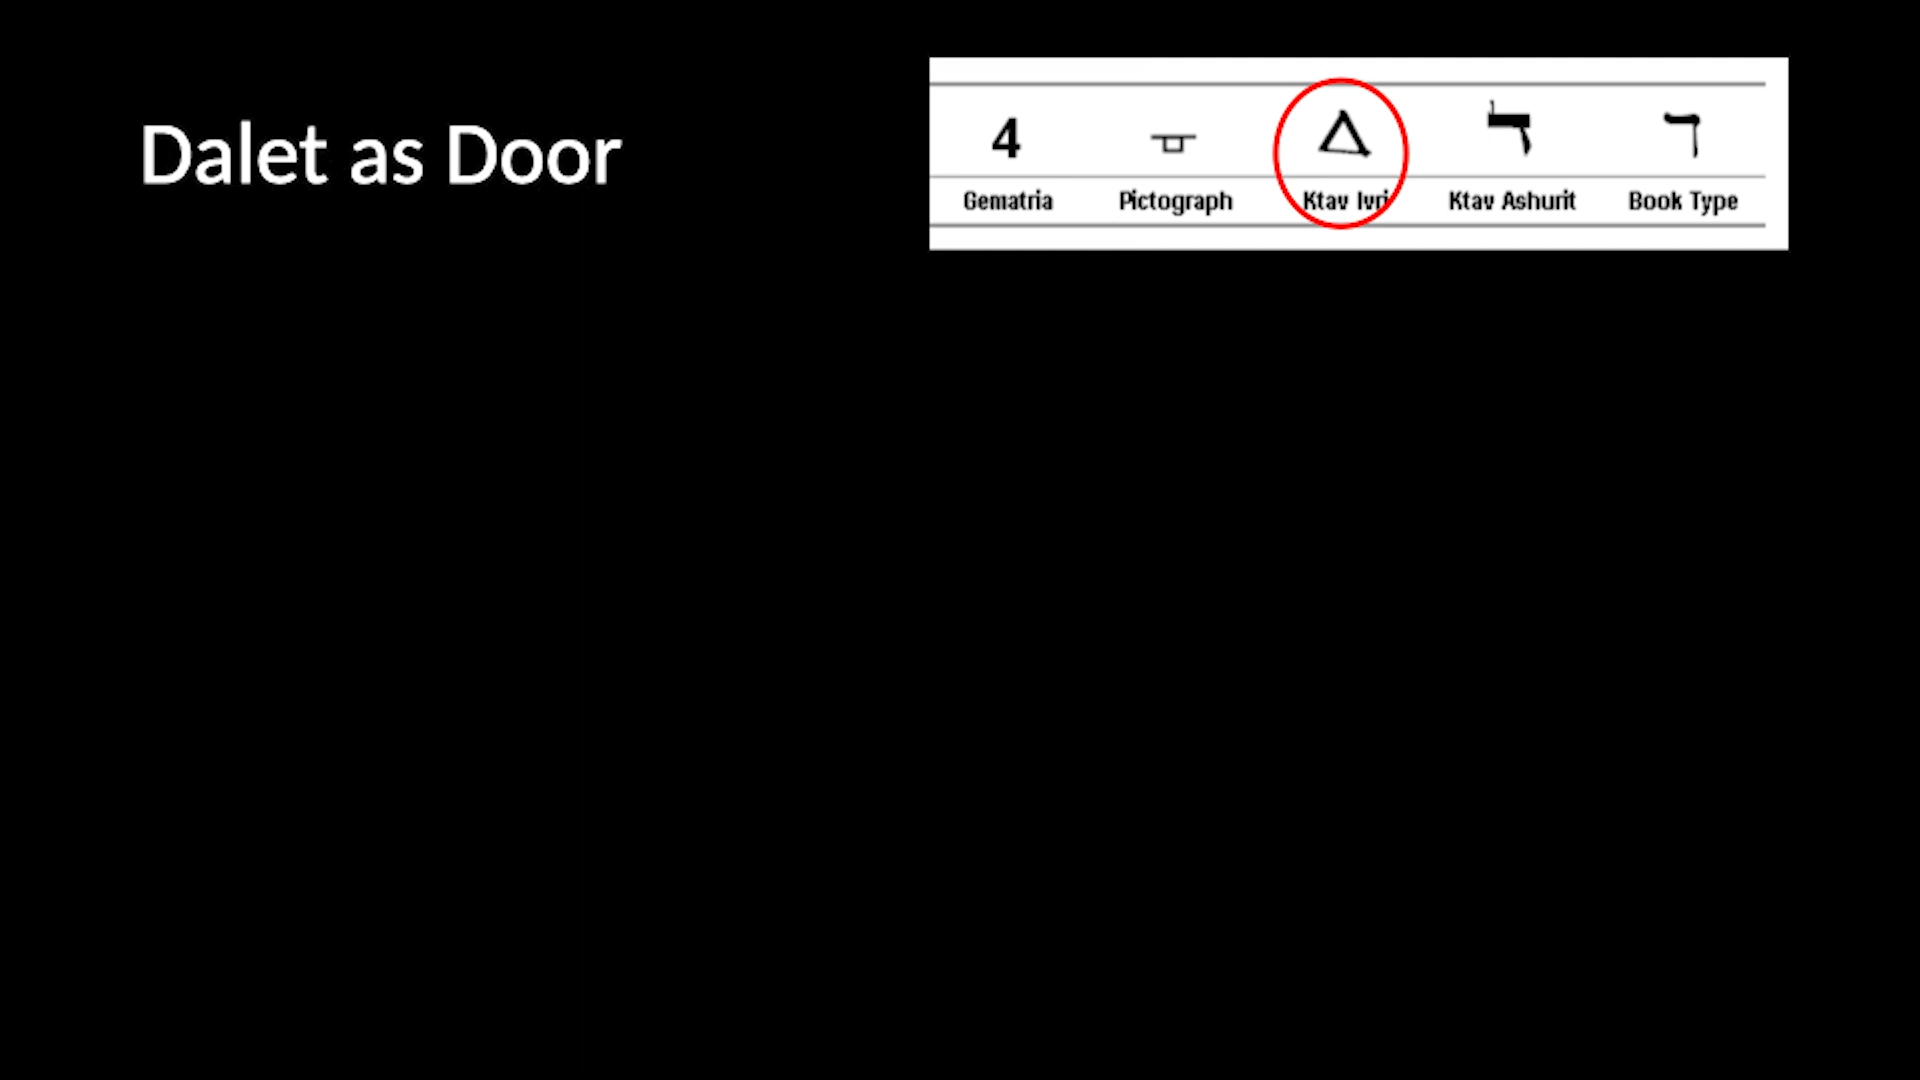 Dalet as Door
4 ד ד
Gematria Pictograph Ktav Ivri Ktav Ashurit Book Type